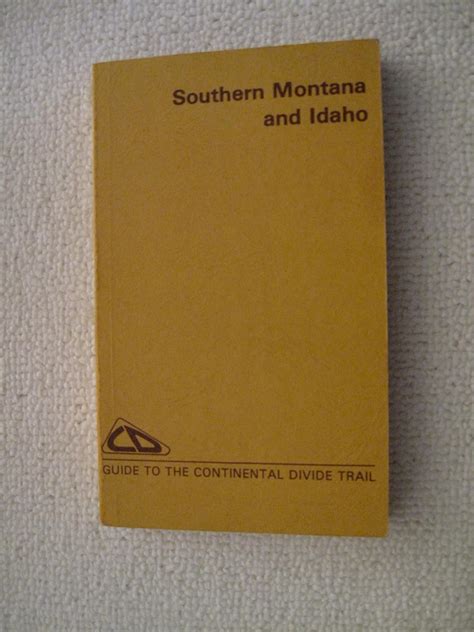 Southern Montana
and Idaho
CD
GUIDE TO THE CONTINENTAL DIVIDE TRAIL